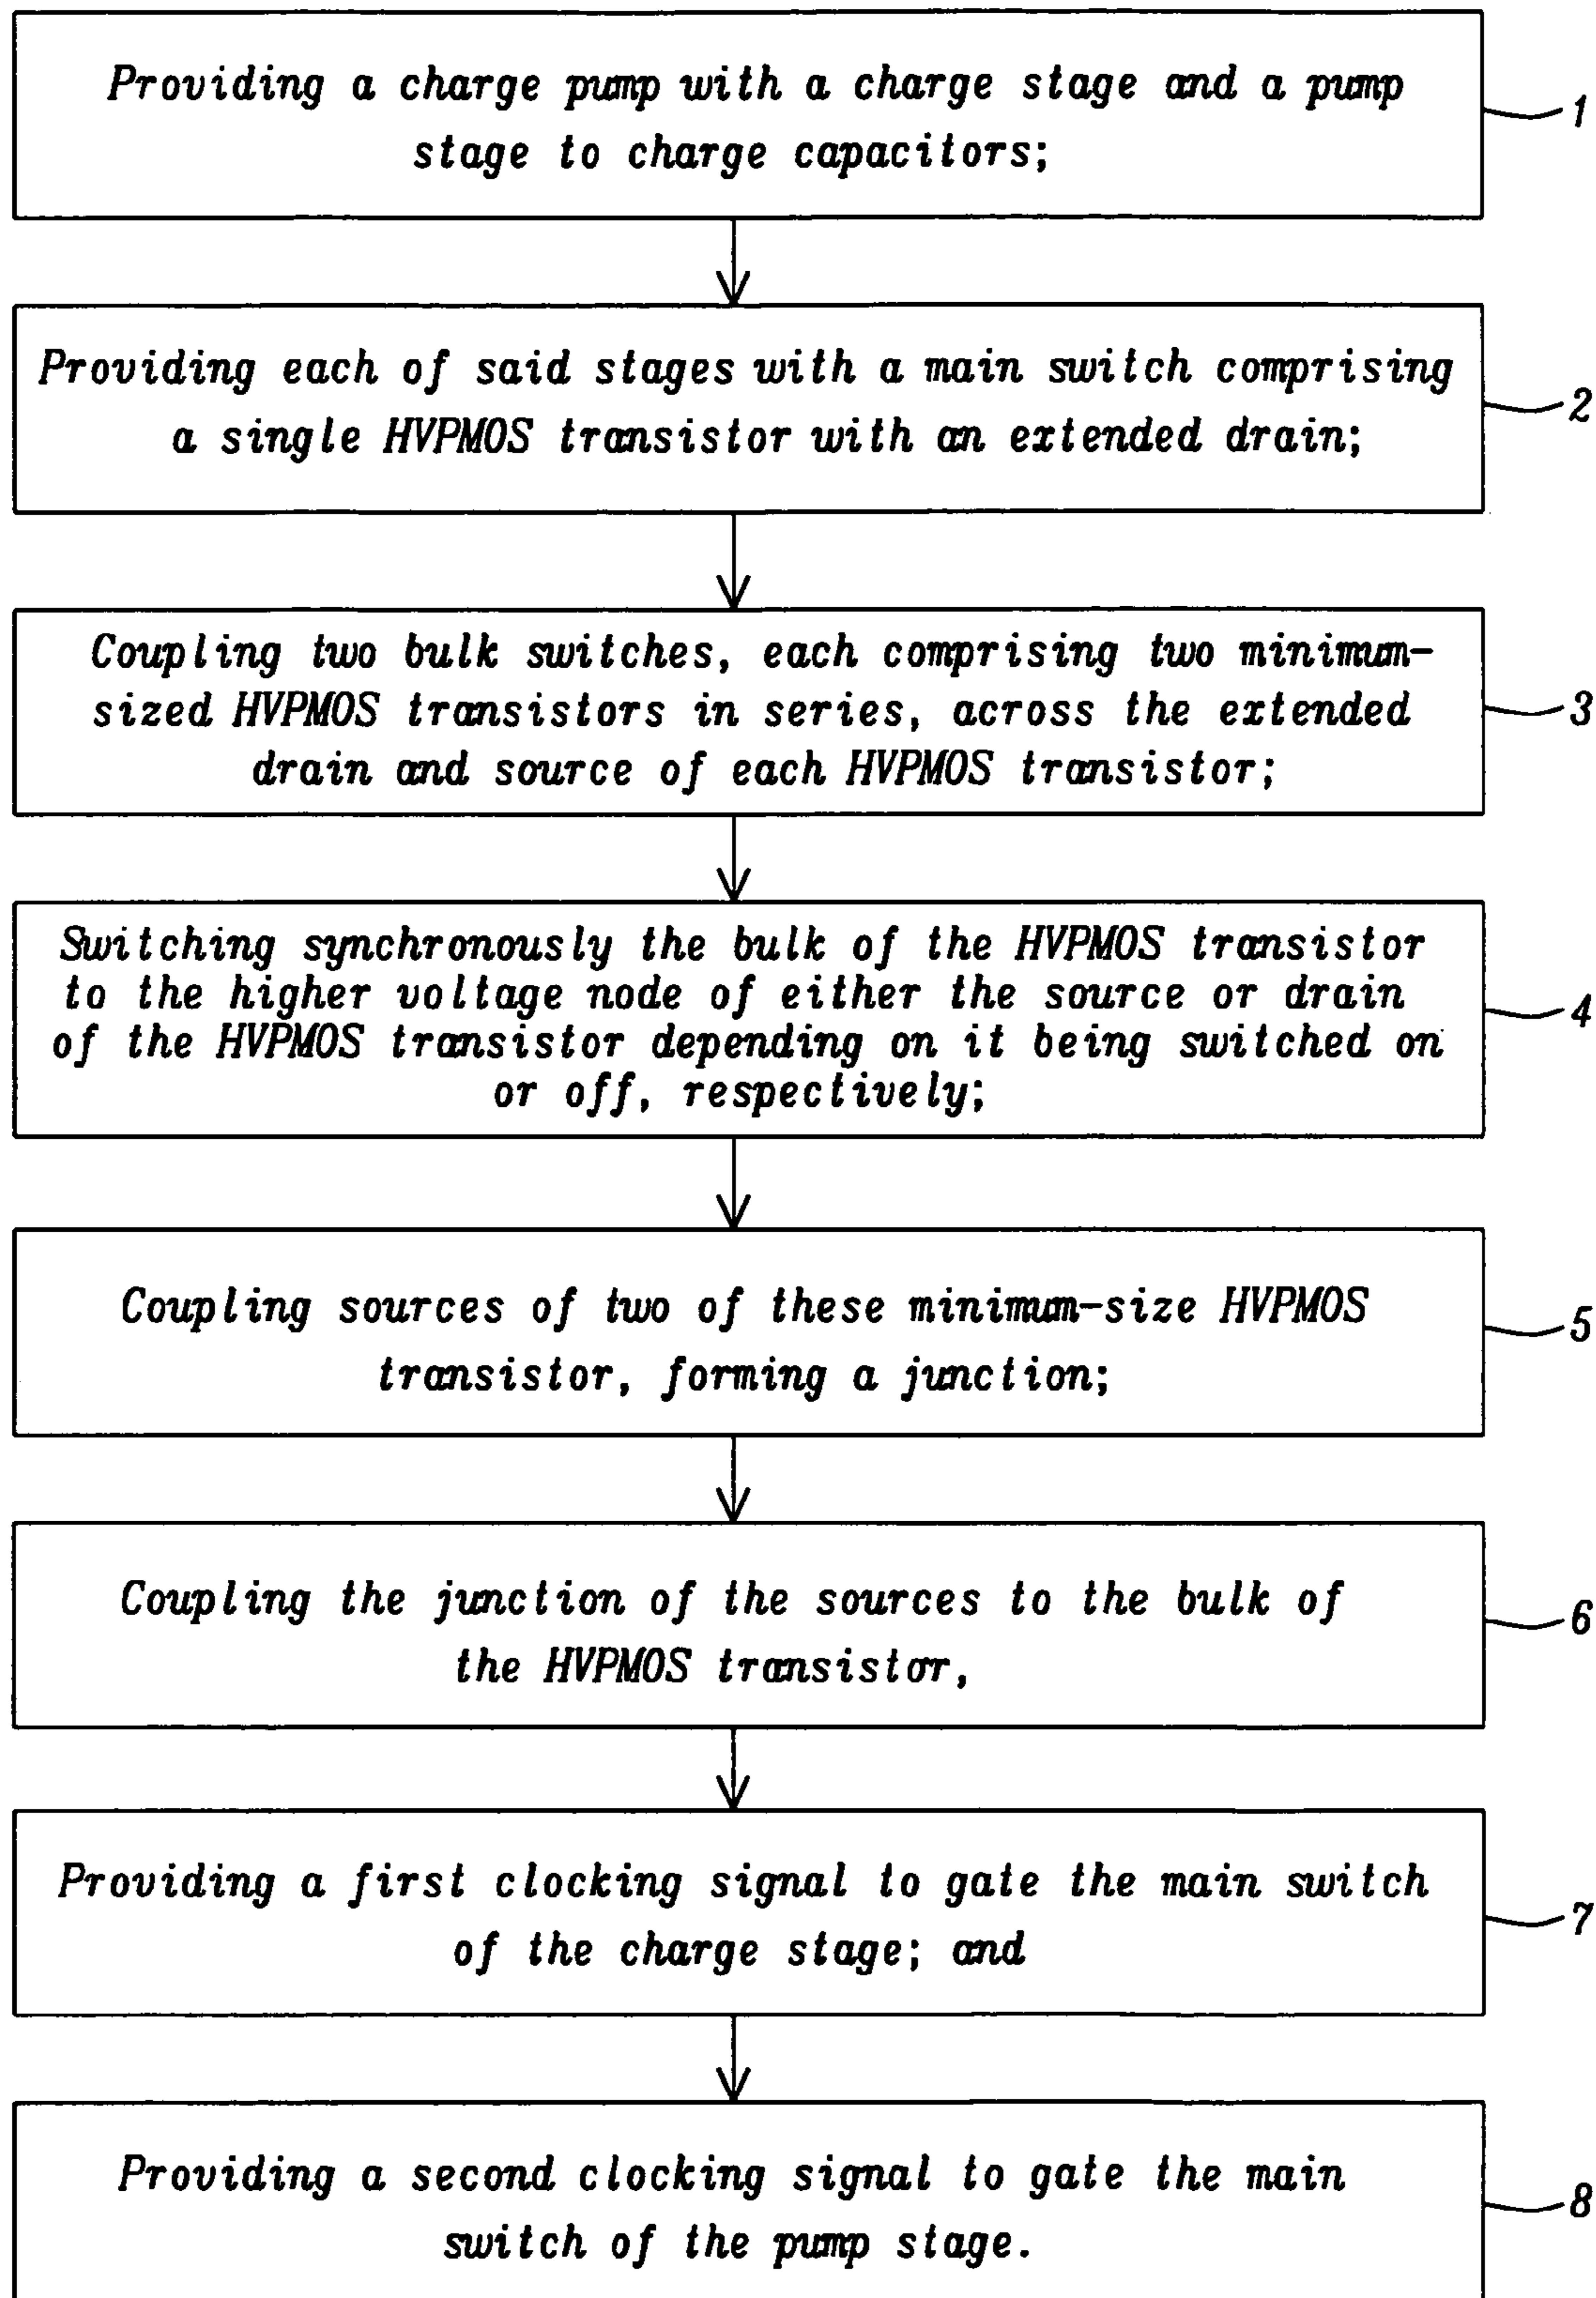 Providing a charge pump with a charge stage and a pump
stage to charge capacitors;
1
Providing each of said stages with a main switch comprising
a single HVPMOS transistor with an extended drain;
2
Coupling two bulk switches, each comprising two minimum-
sized HVPMOS transistors in series, across the extended
drain and source of each HVPMOS transistor;
3
Switching synchronously the bulk of the HVPMOS transistor
to the higher voltage node of either the source or drain
of the HVPMOS transistor depending on it being switched on
or off, respectively;
4
Coupling sources of two of these minimum-size HVPMOS
transistor, forming a junction;
5
Coupling the junction of the sources to the bulk of
the HVPMOS transistor,
6
Providing a first clocking signal to gate the main switch
of the charge stage; and
7
Providing a second clocking signal to gate the main
switch of the pump stage.
8